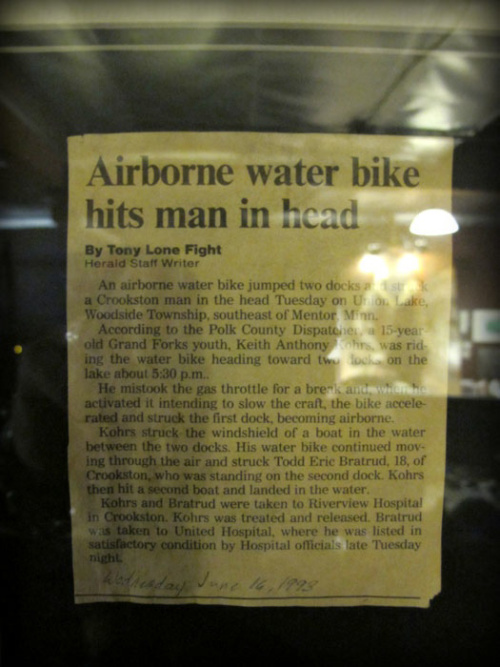 Airborne water bike
hits man in head
By Tony Lone Fight
Herald Staff Writer
An airborne water bike jumped two docks and struck
a Crookston man in the head Tuesday on Union Lake,
Woodside Township, southeast of Mentor, Minn.
According to the Polk County Dispatcher, a 15-year-
old Grand Forks youth, Keith Anthony Kohrs, was rid-
ing the water bike heading toward two docks on the
lake about 5:30 p.m..
He mistook the gas throttle for a break and, when he
activated it intending to slow the craft, the bike accele-
rated and struck the first dock, becoming airborne.
Kohrs struck the windshield of a boat in the water
between the two docks. His water bike continued mov-
ing through the air and struck Todd Eric Bratrud, 18, of
Crookston, who was standing on the second dock. Kohrs
then hit a second boat and landed in the water.
Kohrs and Bratrud were taken to Riverview Hospital
in Crookston. Kohrs was treated and released. Bratrud
was taken to United Hospital, where he was listed in
satisfactory condition by Hospital officials late Tuesday
night.
Wednesday, June 16, 1993